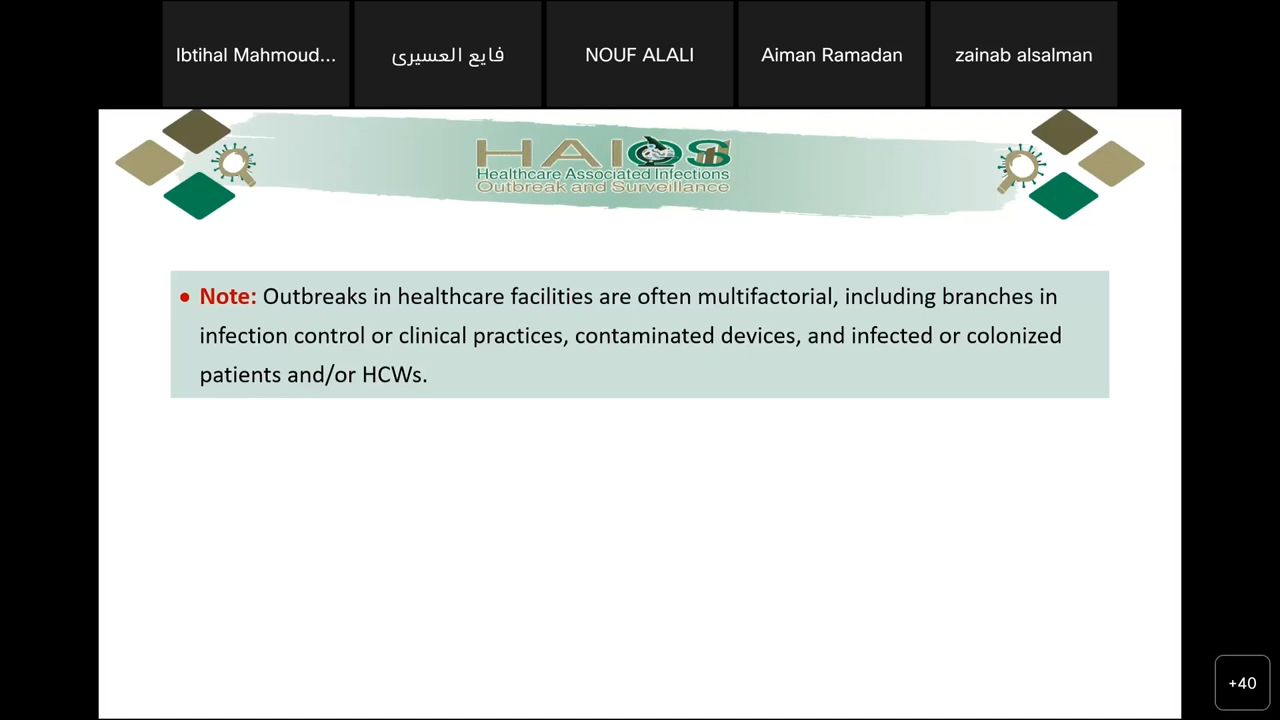 Ibtihal Mahmoud...
فايع العسيرى
NOUF ALALI
Aiman Ramadan
zainab alsalman
HAIOS
Healthcare Associated Infections
Outbreak and Surveillance
• Note: Outbreaks in healthcare facilities are often multifactorial, including branches in
infection control or clinical practices, contaminated devices, and infected or colonized
patients and/or HCWs.
+40